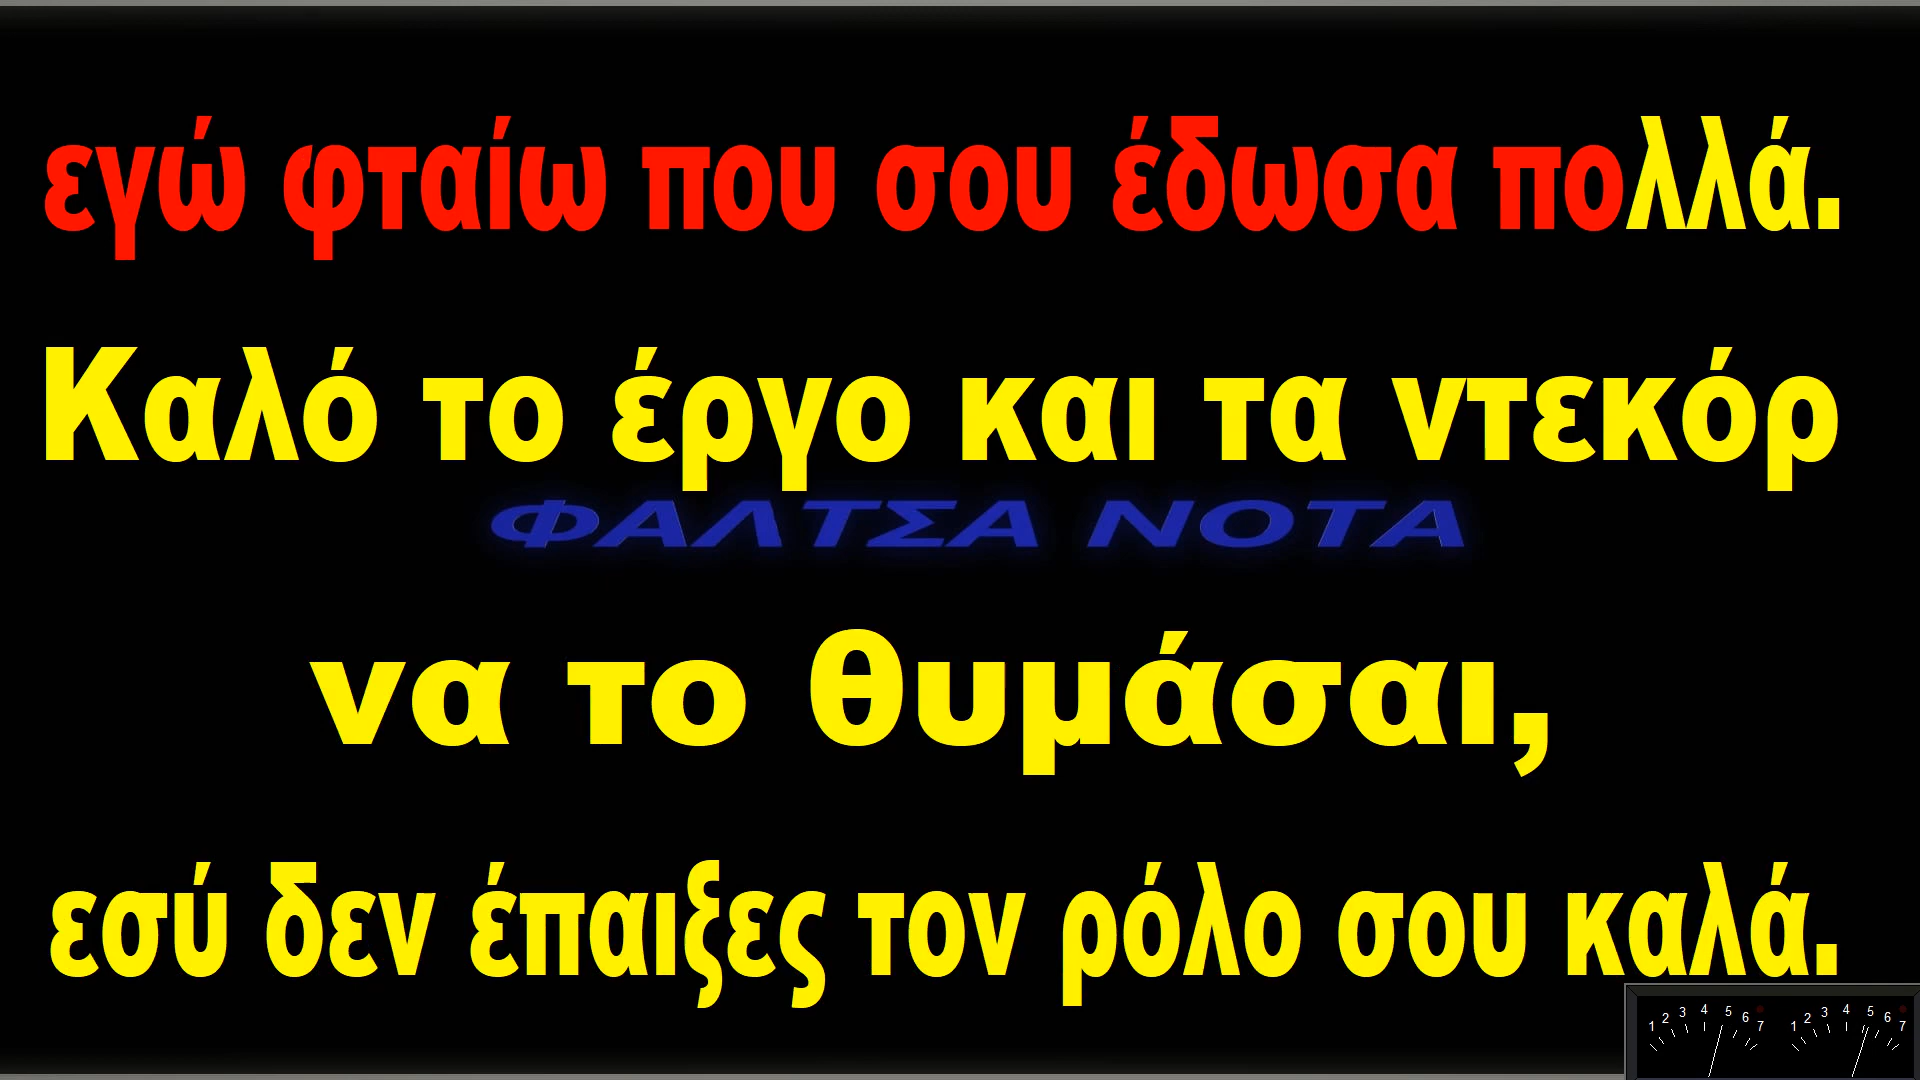 εγώ φταίω που σου έδωσα πολλά.
Καλό το έργο και τα ντεκόρ
ΦΑΛΤΣΑ ΝΟΤΑ
να το θυμάσαι,
εσύ δεν έπαιξες τον ρόλο σου καλά.
1 2 3 4 5 6 7 1 2 3 4 5 6 7